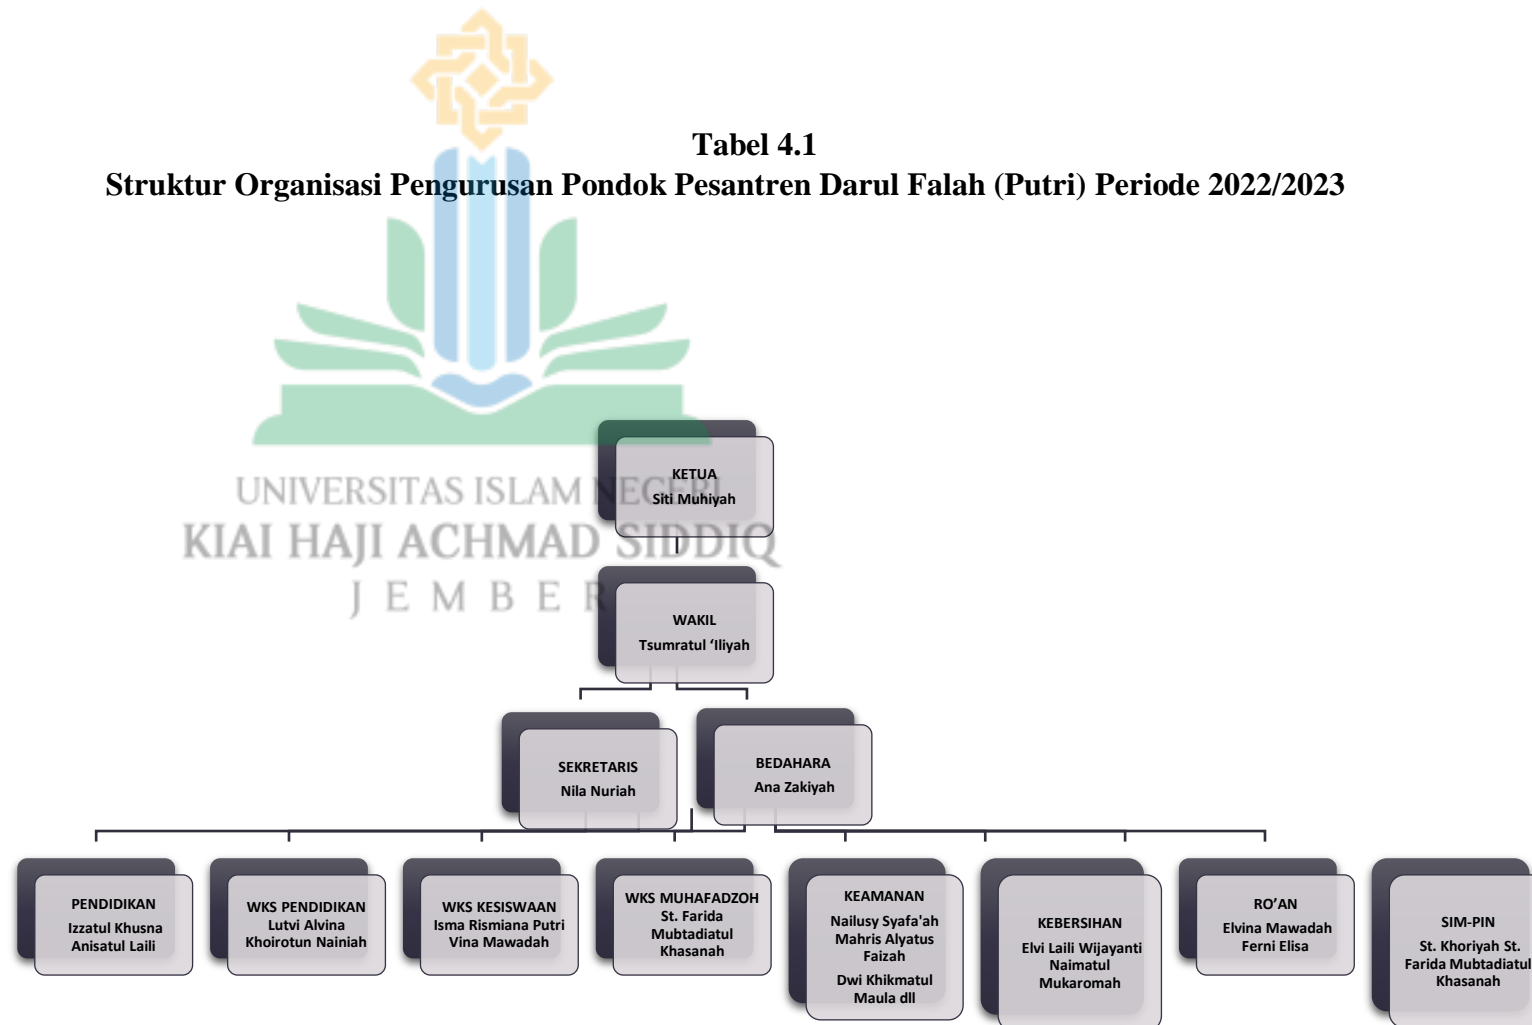 Tabel 4.1
Struktur Organisasi Pengurusan Pondok Pesantren Darul Falah (Putri) Periode 2022/2023
UNIVERSITAS ISLAM NEGERI
KIAI HAJI ACHMAD SIDDIQ
JEMBER
KETUA
Siti Muhiyah
WAKIL
Tsumratul ‘Iliyah
SEKRETARIS
Nila Nuriah
BEDAHARA
Ana Zakiyah
PENDIDIKAN
Izzatul Khusna
Anisatul Laili
WKS PENDIDIKAN
Lutvi Alvina
Khoirotun Nainiah
WKS KESISWAAN
Isma Rismiana Putri
Vina Mawadah
WKS MUHAFADZOH
St. Farida
Mubtadiatul
Khasanah
KEAMANAN
Nailusy Syafa'ah
Mahris Alyatus
Faizah
Dwi Khikmatul
Maula dll
KEBERSIHAN
Elvi Laili Wijayanti
Naimatul
Mukaromah
RO’AN
Elvina Mawadah
Ferni Elisa
SIM-PIN
St. Khoriyah St.
Farida Mubtadiatul
Khasanah